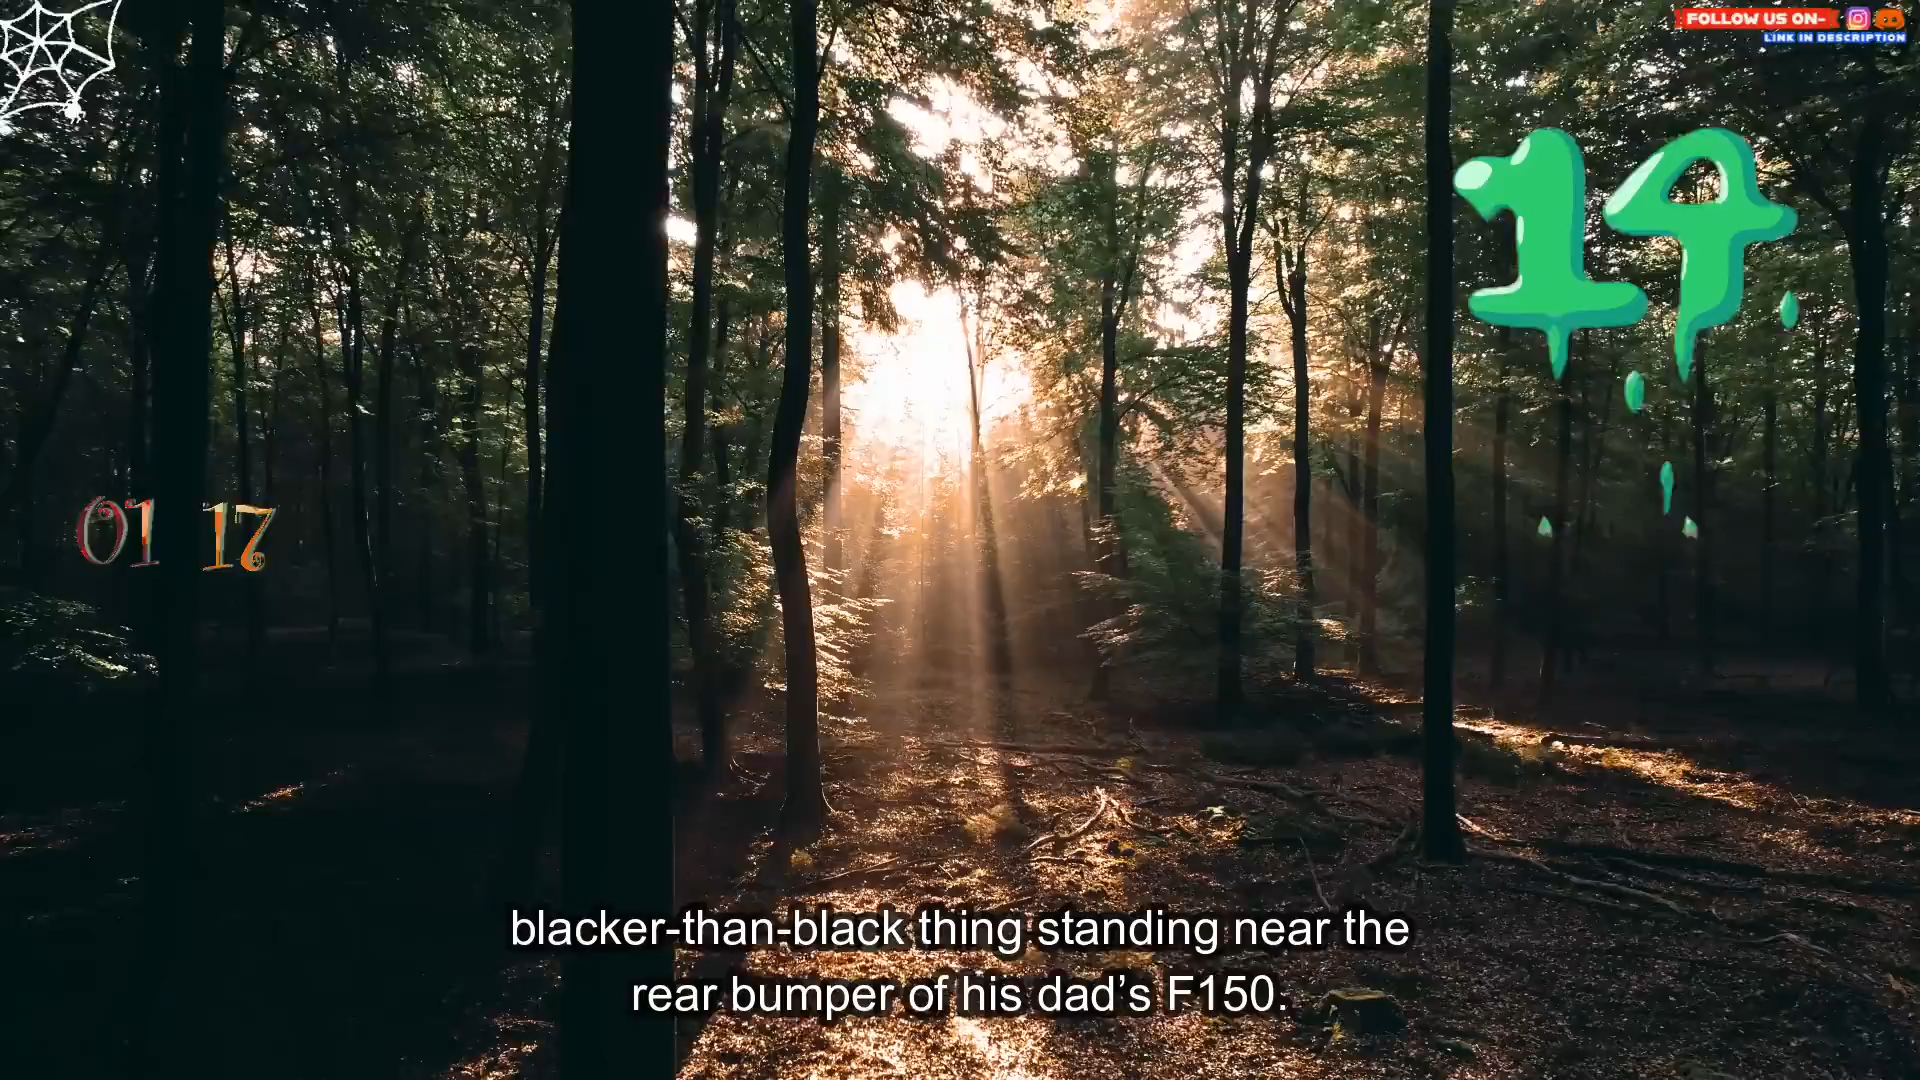 FOLLOW US ON-
LINK IN DESCRIPTION
14
01 17
blacker-than-black thing standing near the
rear bumper of his dad’s F150.